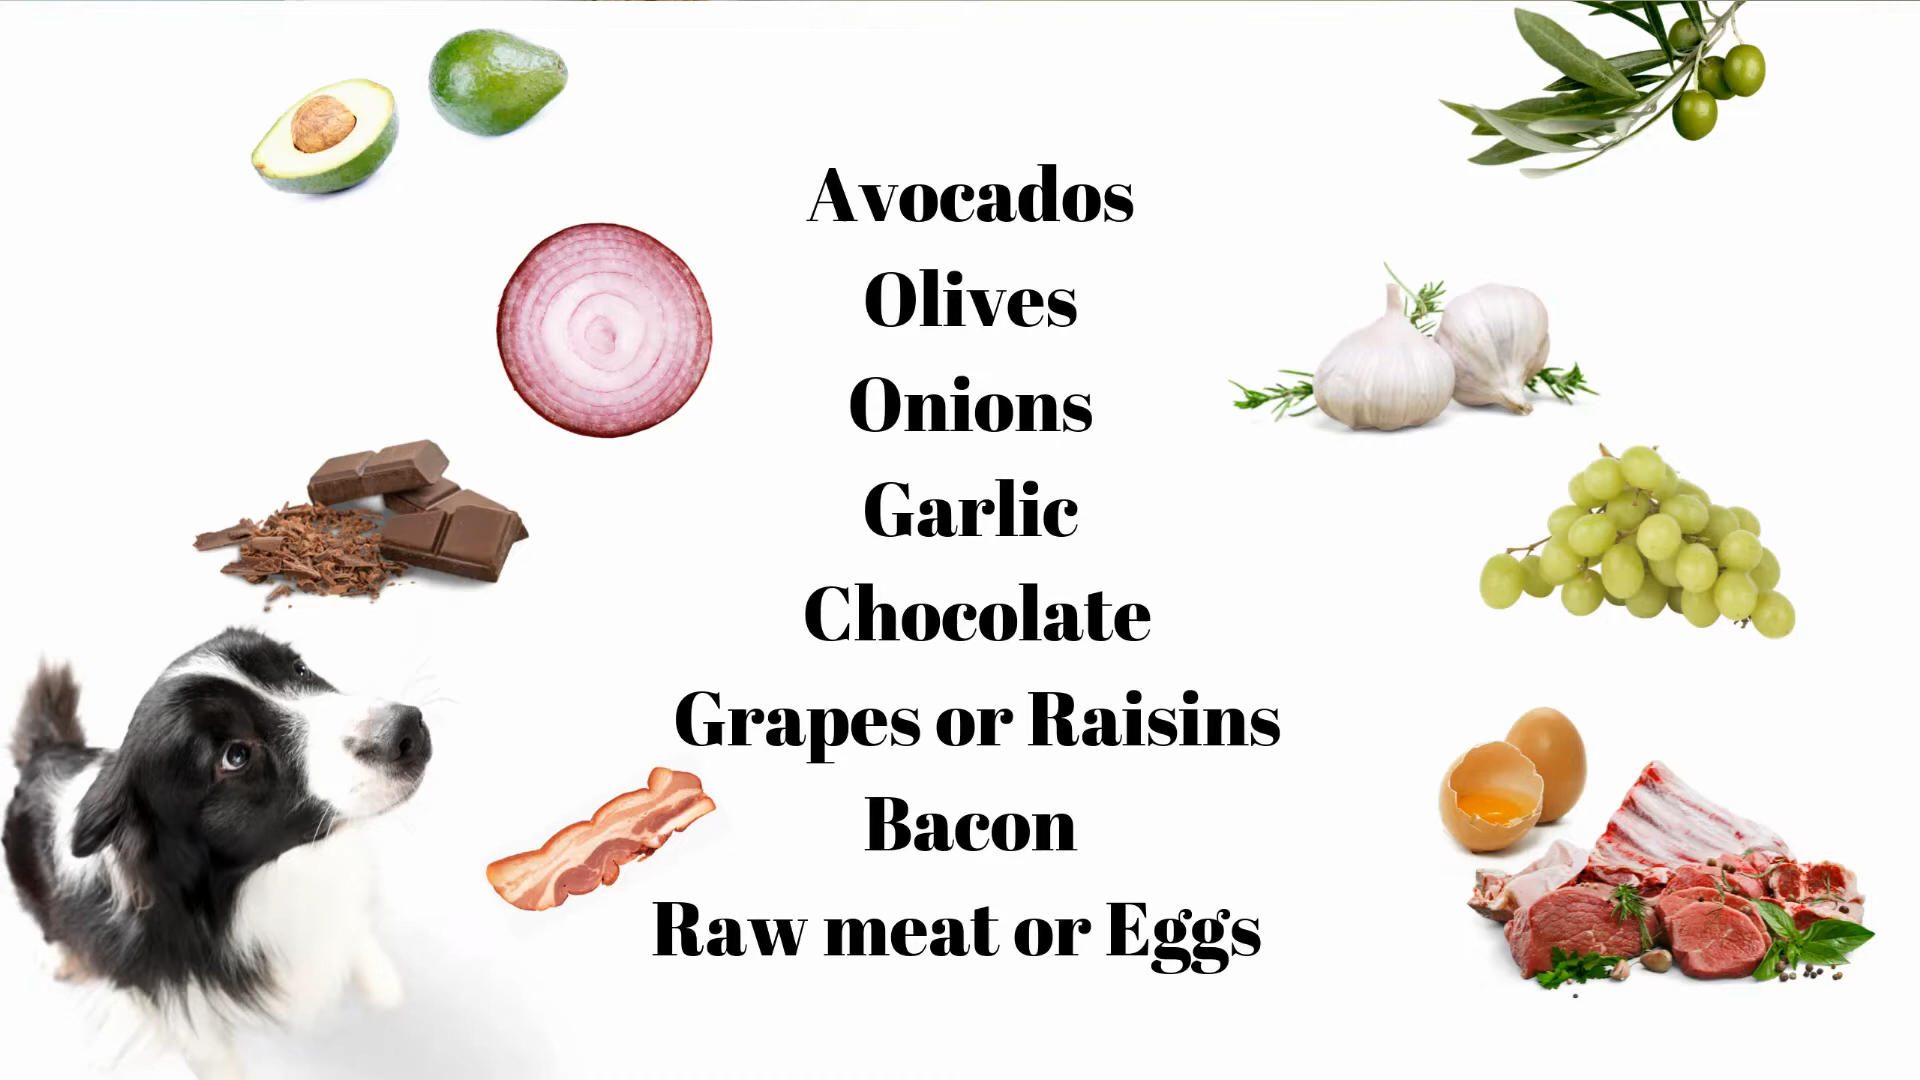 Avocados
Olives
Onions
Garlic
Chocolate
Grapes or Raisins
Bacon
Raw meat or Eggs